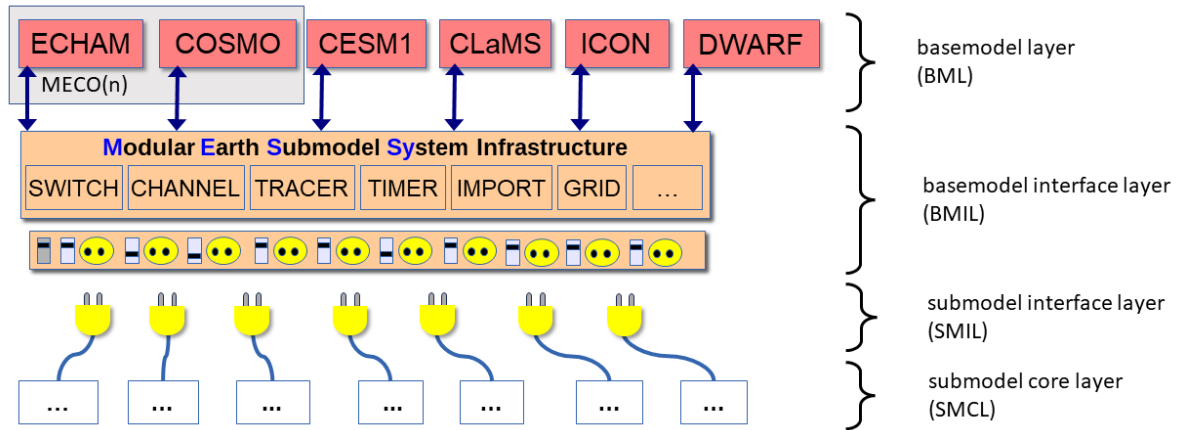 ECHAM COSMO CESM1 CLaMS ICON DWARF
MECO(n)
basemodel layer
(BML)
Modular Earth Submodel System Infrastructure
SWITCH CHANNEL TRACER TIMER IMPORT GRID ...
basemodel interface layer
(BMIL)
submodel interface layer
(SMIL)
... ... ... ... ... ... ...
submodel core layer
(SMCL)